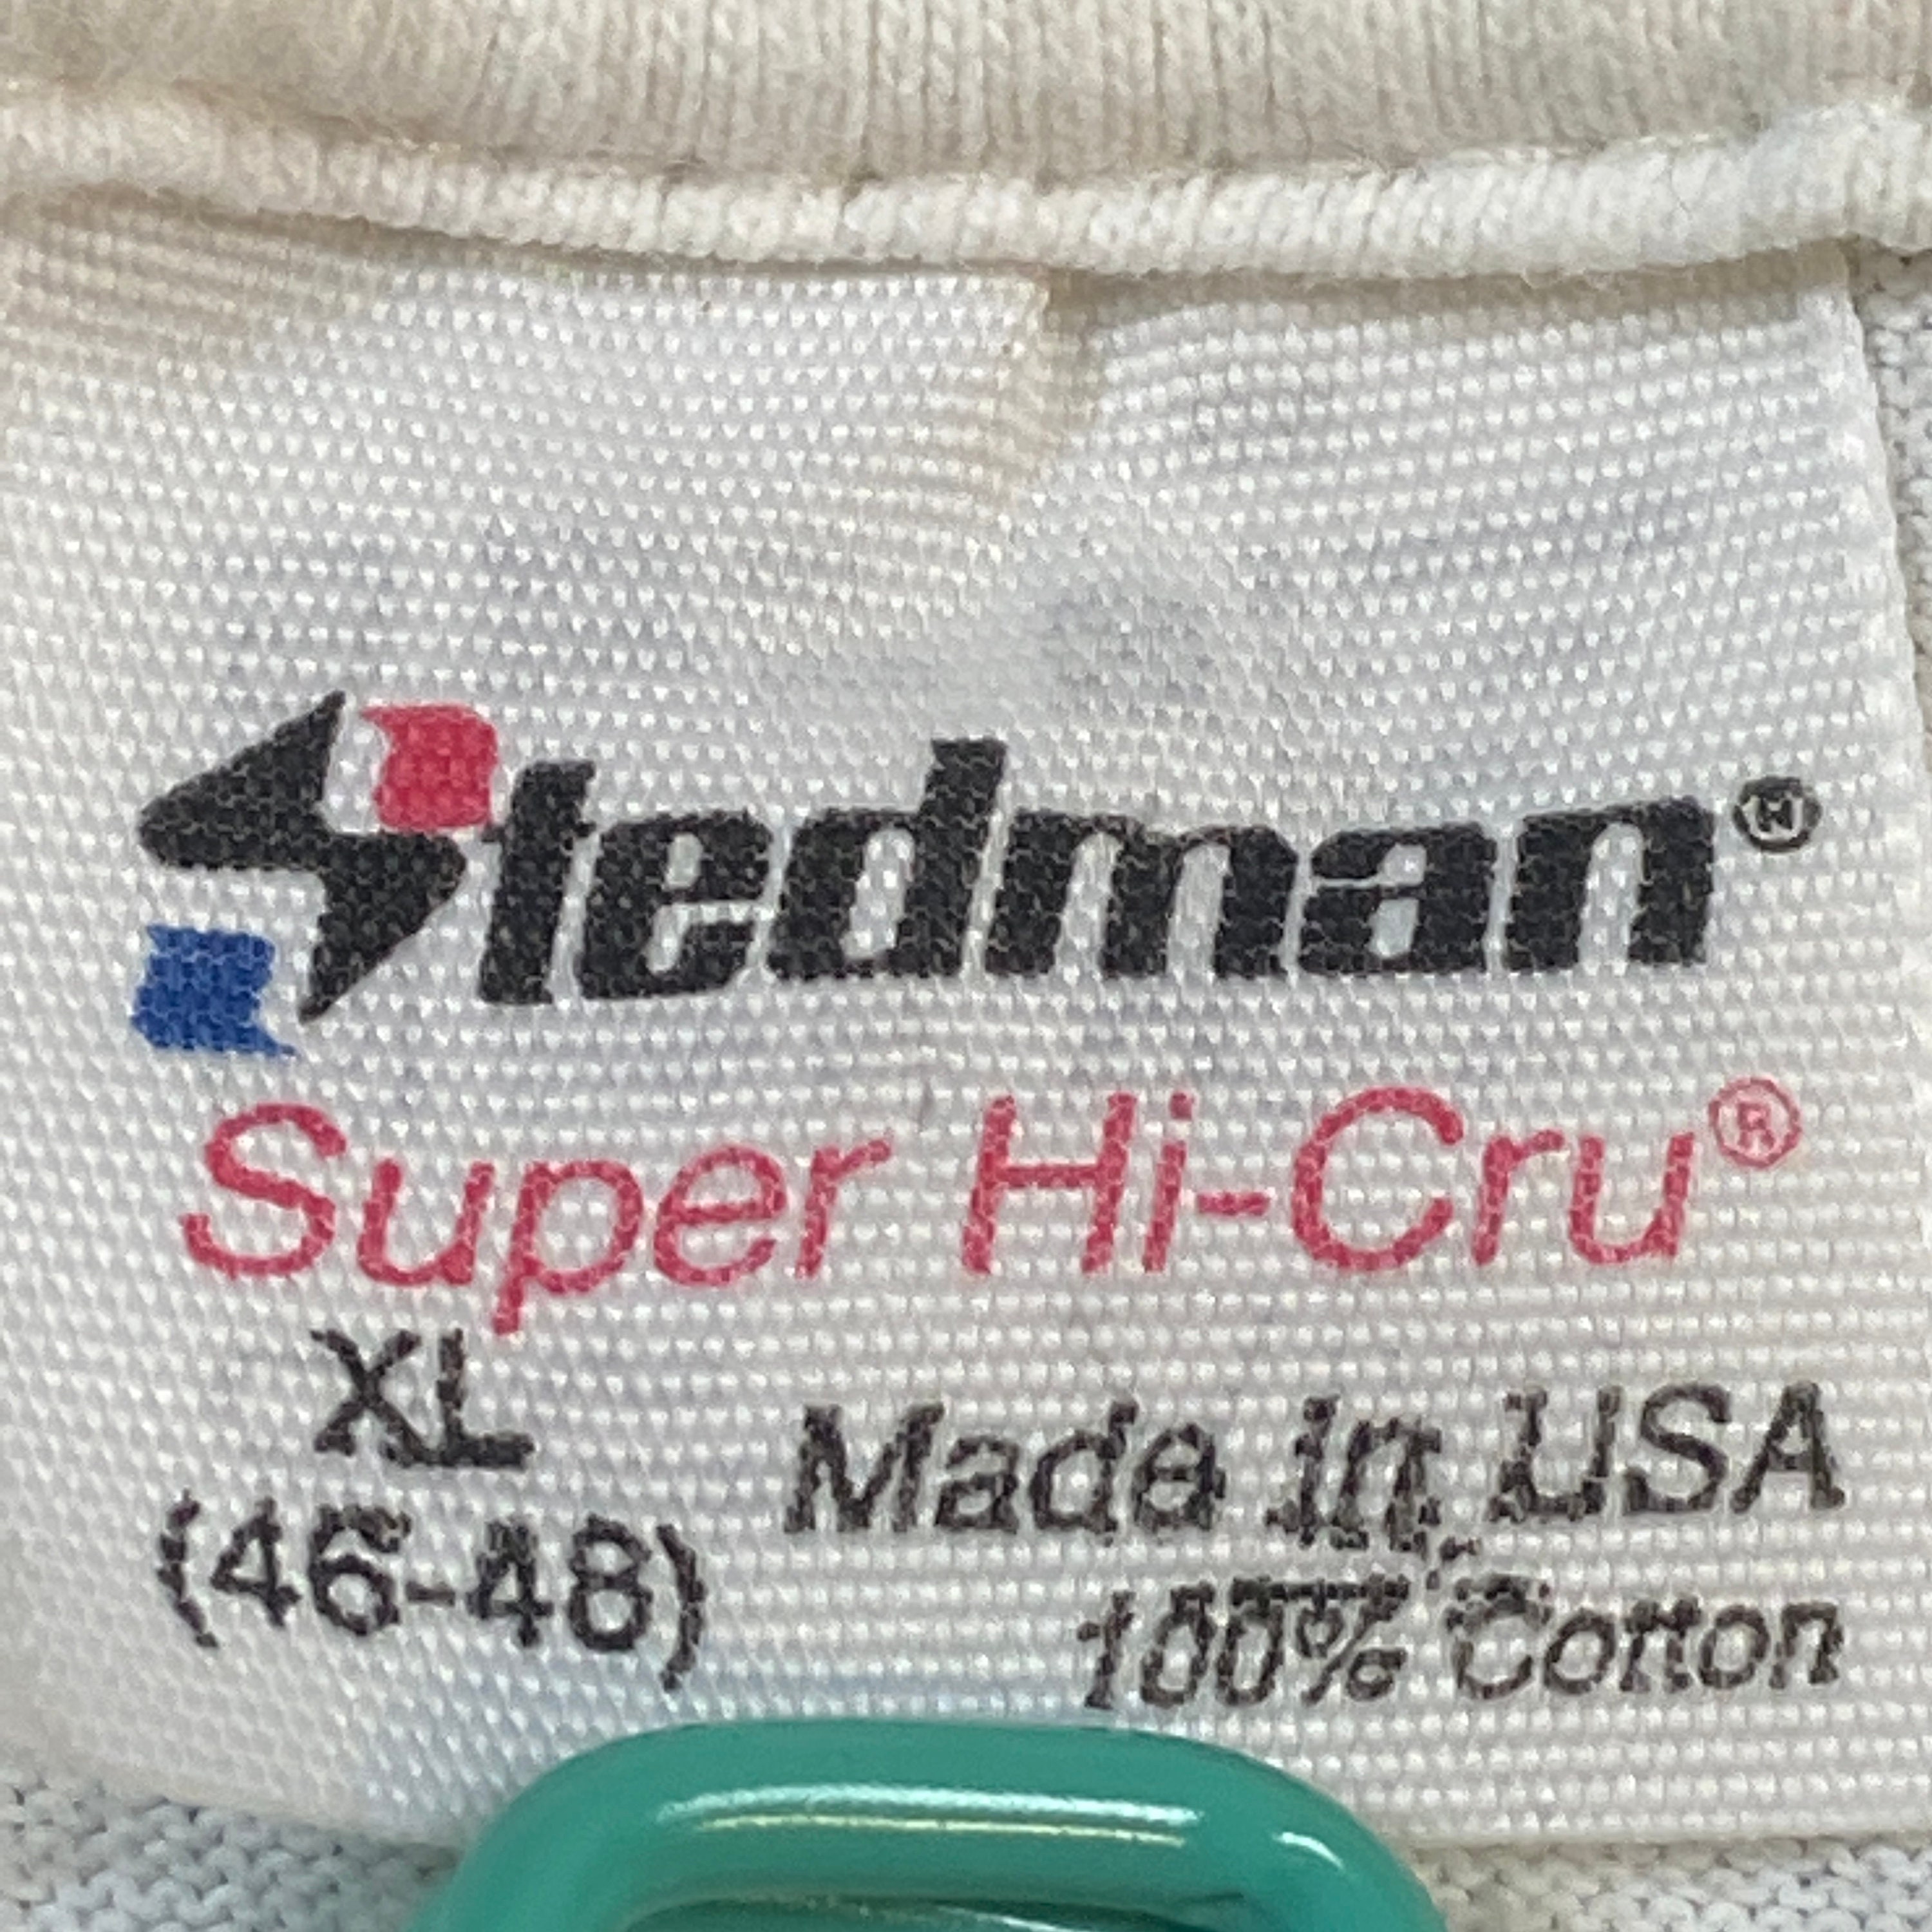 Stedman®
Super Hi-Cru®
XL
(46-48)
Made in USA
100% Cotton